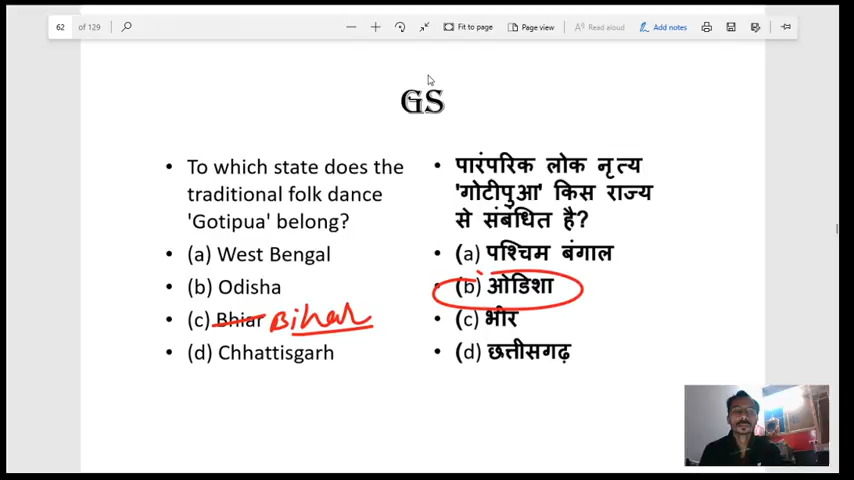 62 of 129 Fit to page Page view Read aloud Add notes
GS
• To which state does the
traditional folk dance
'Gotipua' belong?
• (a) West Bengal
• (b) Odisha
• (c) Bhiar Bihar
• (d) Chhattisgarh
• पारंपरिक लोक नृत्य
'गोटीपुआ' किस राज्य
से संबंधित है?
• (a) पश्चिम बंगाल
• (b) ओडिशा
• (c) भीर
• (d) छत्तीसगढ़